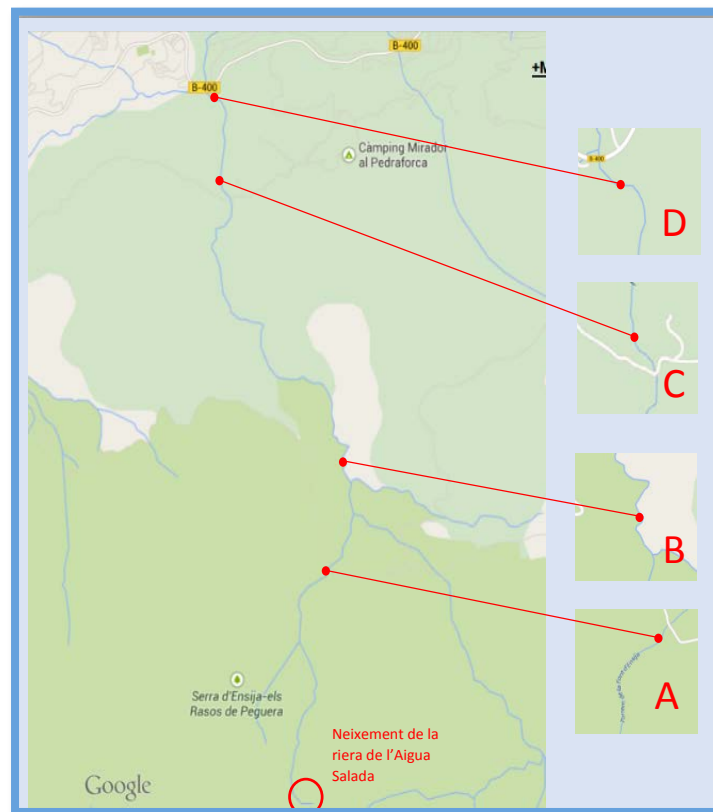 B-400
+M
B-400
Càmping Mirador
al Pedraforca
B-400
D
C
B
A
Serra d'Ensija-els
Rasos de Peguera
Neixement de la
riera de l'Aigua
Salada
Google